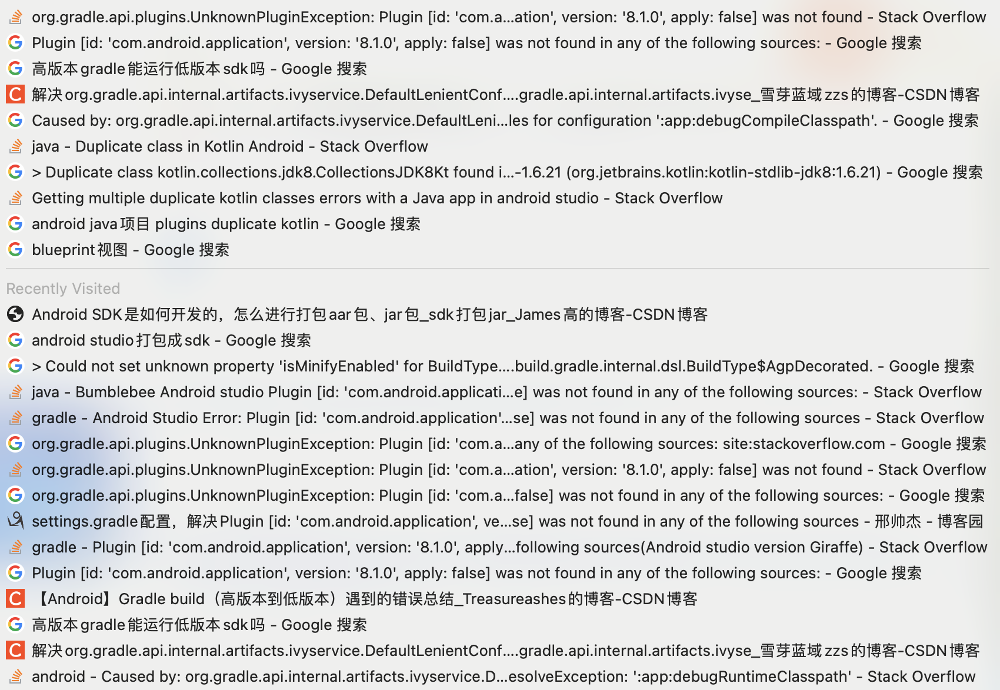 org.gradle.api.plugins.UnknownPluginException: Plugin [id: 'com.a...ation', version: '8.1.0', apply: false] was not found - Stack Overflow
Plugin [id: 'com.android.application', version: '8.1.0', apply: false] was not found in any of the following sources: - Google 搜索
高版本gradle能运行低版本sdk吗 - Google 搜索
解决org.gradle.api.internal.artifacts.ivyservice.DefaultLenientConf....gradle.api.internal.artifacts.ivyse_雪芽蓝域zzs的博客-CSDN博客
Caused by: org.gradle.api.internal.artifacts.ivyservice.DefaultLeni...les for configuration ':app:debugCompileClasspath'. - Google 搜索
java - Duplicate class in Kotlin Android - Stack Overflow
> Duplicate class kotlin.collections.jdk8.CollectionsJDK8Kt found i...-1.6.21 (org.jetbrains.kotlin:kotlin-stdlib-jdk8:1.6.21) - Google 搜索
Getting multiple duplicate kotlin classes errors with a Java app in android studio - Stack Overflow
android java项目 plugins duplicate kotlin - Google 搜索
blueprint视图 - Google 搜索
Recently Visited
Android SDK是如何开发的，怎么进行打包aar包、jar包_sdk打包jar_James高的博客-CSDN博客
android studio打包成sdk - Google 搜索
> Could not set unknown property 'isMinifyEnabled' for BuildType....build.gradle.internal.dsl.BuildType$AgpDecorated. - Google 搜索
java - Bumblebee Android studio Plugin [id: 'com.android.applicati...e] was not found in any of the following sources: - Stack Overflow
gradle - Android Studio Error: Plugin [id: 'com.android.application'...se] was not found in any of the following sources - Stack Overflow
org.gradle.api.plugins.UnknownPluginException: Plugin [id: 'com.a...any of the following sources: site:stackoverflow.com - Google 搜索
org.gradle.api.plugins.UnknownPluginException: Plugin [id: 'com.a...ation', version: '8.1.0', apply: false] was not found - Stack Overflow
org.gradle.api.plugins.UnknownPluginException: Plugin [id: 'com.a...false] was not found in any of the following sources: - Google 搜索
settings.gradle配置，解决Plugin [id: 'com.android.application', ve...se] was not found in any of the following sources - 邢帅杰 - 博客园
gradle - Plugin [id: 'com.android.application', version: '8.1.0', apply...following sources(Android studio version Giraffe) - Stack Overflow
Plugin [id: 'com.android.application', version: '8.1.0', apply: false] was not found in any of the following sources: - Google 搜索
【Android】Gradle build（高版本到低版本）遇到的错误总结_Treasureashes的博客-CSDN博客
高版本gradle能运行低版本sdk吗 - Google 搜索
解决org.gradle.api.internal.artifacts.ivyservice.DefaultLenientConf....gradle.api.internal.artifacts.ivyse_雪芽蓝域zzs的博客-CSDN博客
android - Caused by: org.gradle.api.internal.artifacts.ivyservice.D...esolveException: ':app:debugRuntimeClasspath' - Stack Overflow